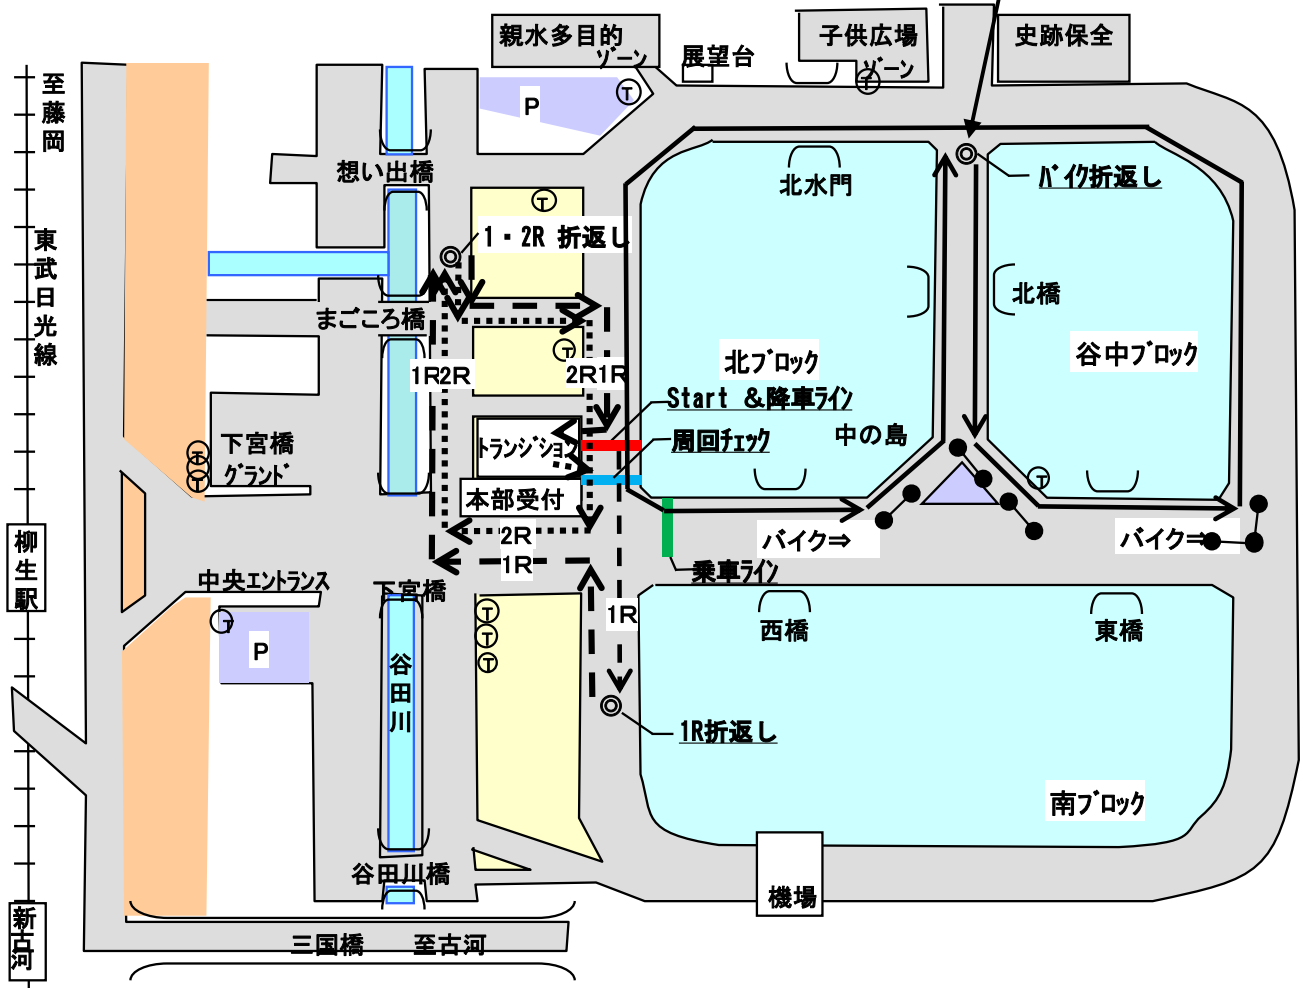 親水多目的
ゾーン
展望台
子供広場
ゾーン
史跡保全
至藤岡
P
T
T
想い出橋
北水門
バイク折返し
T
1・2R 折返し
東武日光線
北橋
まごころ橋
T
北ブロック
谷中ブロック
1R2R
2R1R
Start &降車ライン
トランジション
周回チェック
中の島
下宮橋
グランド
T
T
T
T
本部受付
2R
1R
バイク⇒
バイク⇒
柳生駅
中央エントランス
下宮橋
乗車ライン
1R
西橋
東橋
T
T
T
T
P
谷田川
1R折返し
南ブロック
谷田川橋
機場
新古河
三国橋
至古河